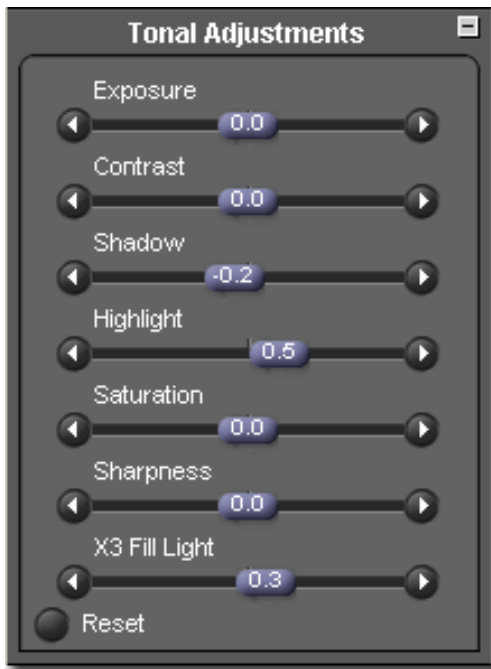 Tonal Adjustments
Exposure
0.0
Contrast
0.0
Shadow
-0.2
Highlight
0.5
Saturation
0.0
Sharpness
0.0
X3 Fill Light
0.3
Reset